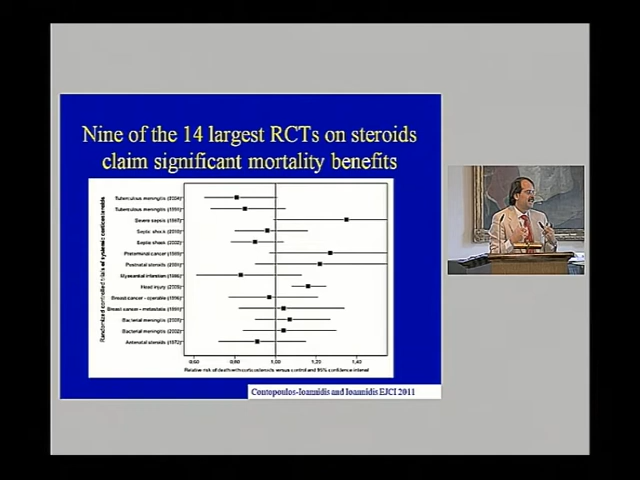 Nine of the 14 largest RCTs on steroids
claim significant mortality benefits
Randomized controlled trials of systemic corticosteroids
Tuberculous meningitis (2004)
Tuberculous meningitis (1991)
Severe sepsis (1987)
Septic shock
Septic shock (2002)
Preterminal cancer (1989)
Postnatal steroids (2001)
Myocardial infarction (1986)
Head injury (2005)
Breast cancer - operable (1996)
Breast cancer - metastatic (1991)
Bacterial meningitis
Bacterial meningitis (2002)
Antenatal steroids (1972)
0,60 0,80 1,00 1,20 1,40
Relative risk of death with corticosteroids versus control and 95% confidence interval
Contopoulos-Ioannidis and Ioannidis EJCI 2011